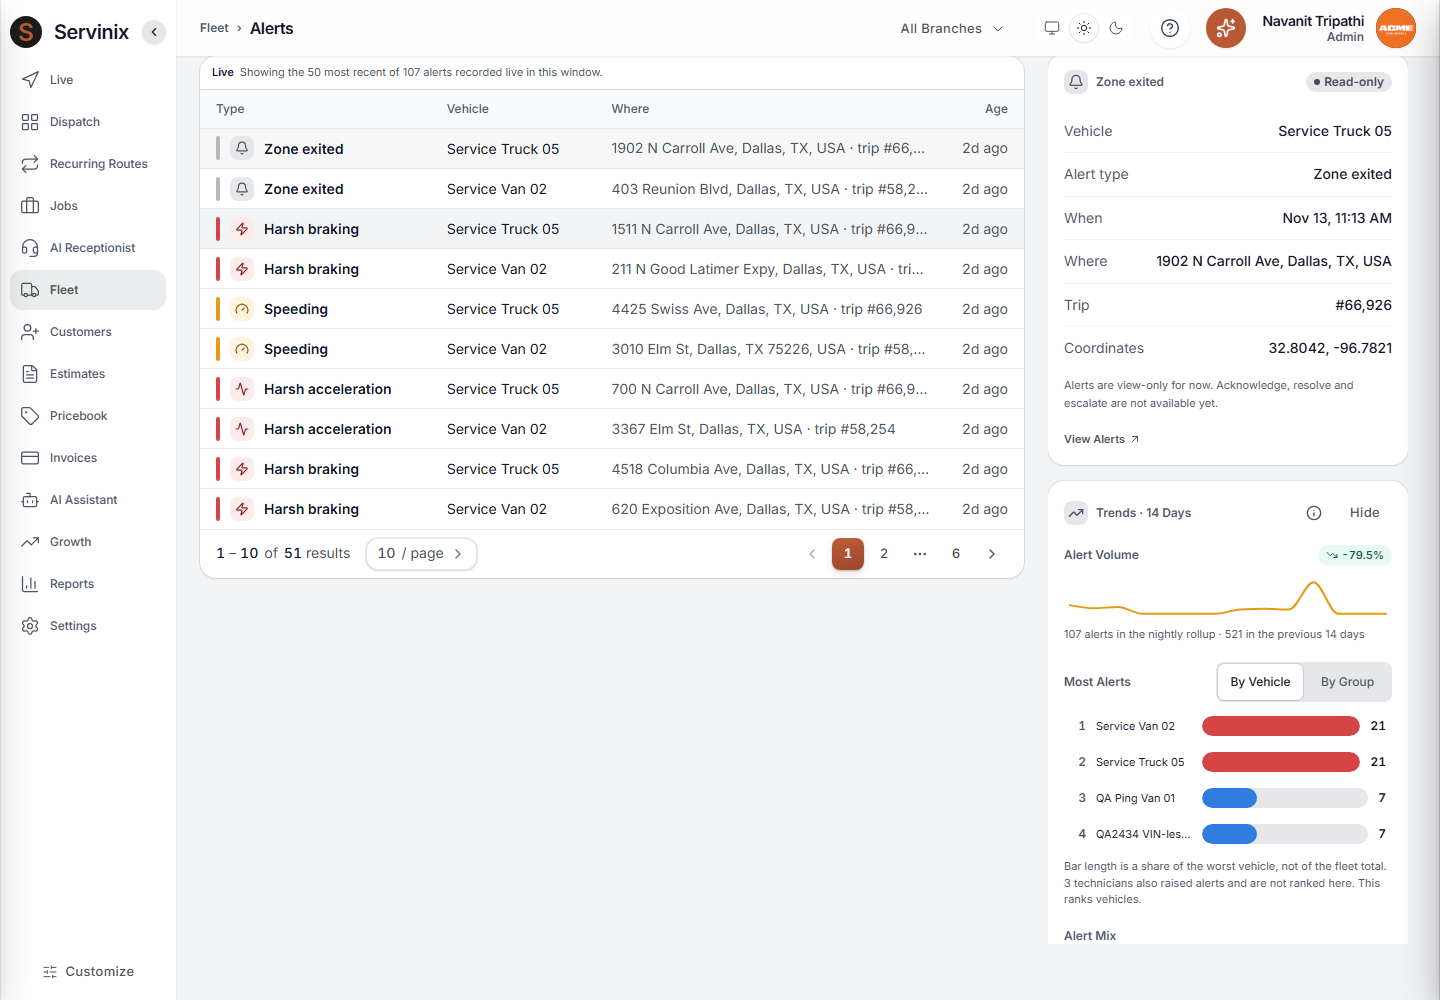 S Servinix
Live
Dispatch
Recurring Routes
Jobs
AI Receptionist
Fleet
Customers
Estimates
Pricebook
Invoices
AI Assistant
Growth
Reports
Settings
Customize
Fleet › Alerts
All Branches
Navanit Tripathi
Admin
ACME
Live Showing the 50 most recent of 107 alerts recorded live in this window.
Type Vehicle Where Age
Zone exited Service Truck 05 1902 N Carroll Ave, Dallas, TX, USA · trip #66,... 2d ago
Zone exited Service Van 02 403 Reunion Blvd, Dallas, TX, USA · trip #58,2... 2d ago
Harsh braking Service Truck 05 1511 N Carroll Ave, Dallas, TX, USA · trip #66,9... 2d ago
Harsh braking Service Van 02 211 N Good Latimer Expy, Dallas, TX, USA · tri... 2d ago
Speeding Service Truck 05 4425 Swiss Ave, Dallas, TX, USA · trip #66,926 2d ago
Speeding Service Van 02 3010 Elm St, Dallas, TX 75226, USA · trip #58,... 2d ago
Harsh acceleration Service Truck 05 700 N Carroll Ave, Dallas, TX, USA · trip #66,9... 2d ago
Harsh acceleration Service Van 02 3367 Elm St, Dallas, TX, USA · trip #58,254 2d ago
Harsh braking Service Truck 05 4518 Columbia Ave, Dallas, TX, USA · trip #66,... 2d ago
Harsh braking Service Van 02 620 Exposition Ave, Dallas, TX, USA · trip #58,... 2d ago
1 – 10 of 51 results 10 / page 1 2 ••• 6
Zone exited Read-only
Vehicle Service Truck 05
Alert type Zone exited
When Nov 13, 11:13 AM
Where 1902 N Carroll Ave, Dallas, TX, USA
Trip #66,926
Coordinates 32.8042, -96.7821
Alerts are view-only for now. Acknowledge, resolve and
escalate are not available yet.
View Alerts
Trends · 14 Days Hide
Alert Volume -79.5%
107 alerts in the nightly rollup · 521 in the previous 14 days
Most Alerts By Vehicle By Group
1 Service Van 02 21
2 Service Truck 05 21
3 QA Ping Van 01 7
4 QA2434 VIN-les... 7
Bar length is a share of the worst vehicle, not of the fleet total.
3 technicians also raised alerts and are not ranked here. This
ranks vehicles.
Alert Mix